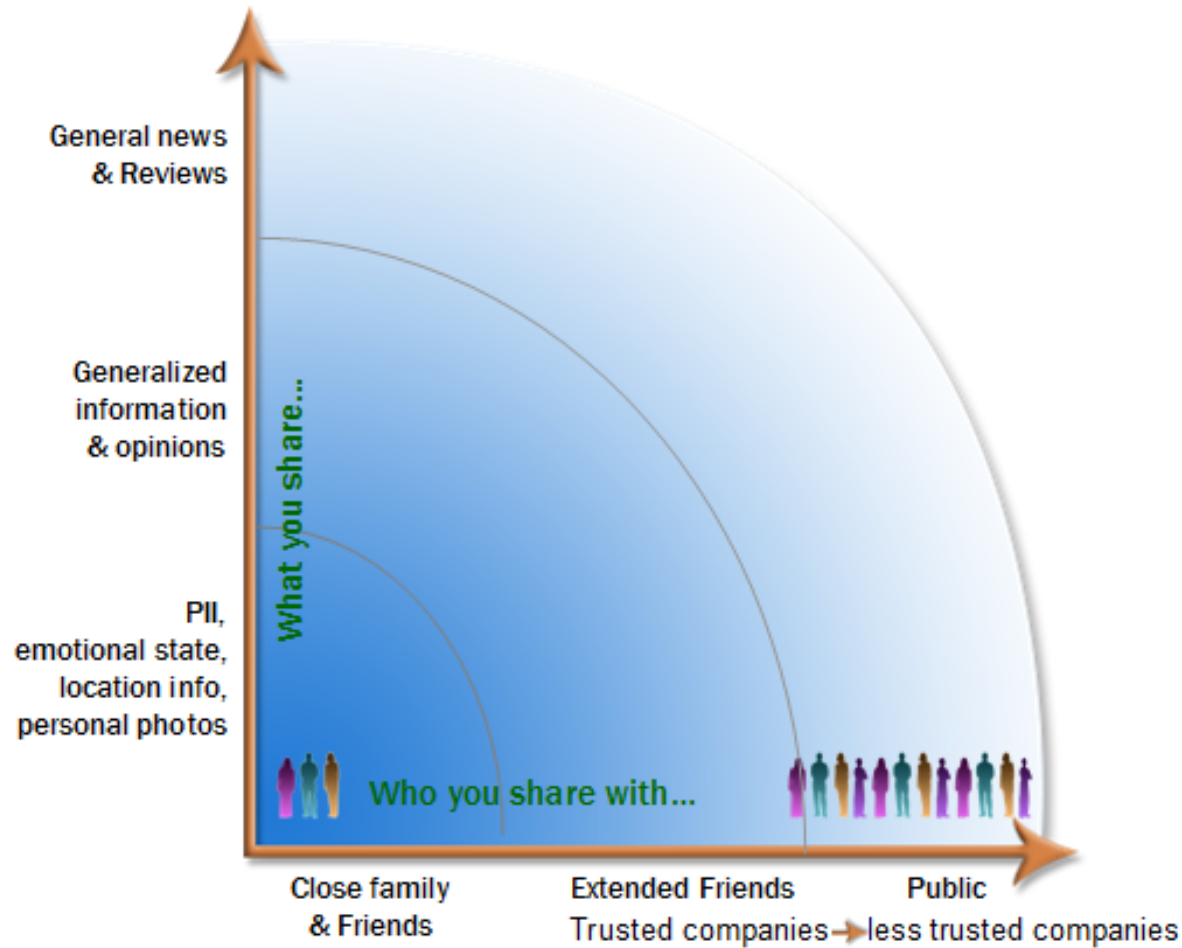 General news
& Reviews
Generalized
information
& opinions
What you share...
PII,
emotional state,
location info,
personal photos
Who you share with...
Close family
& Friends
Extended Friends
Public
Trusted companies
less trusted companies